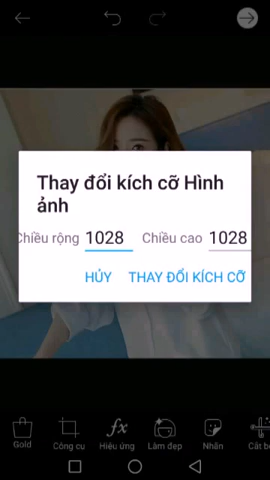 Thay đổi kích cỡ Hình
ảnh
Chiều rộng 1028 Chiều cao 1028
HỦY THAY ĐỔI KÍCH CỠ
Gold Công cụ Hiệu ứng Làm đẹp Nhãn Cắt